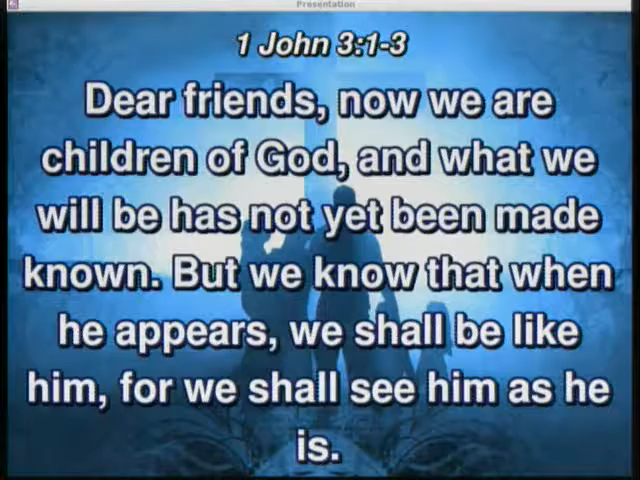 Presentation
1 John 3:1-3
Dear friends, now we are
children of God, and what we
will be has not yet been made
known. But we know that when
he appears, we shall be like
him, for we shall see him as he
is.